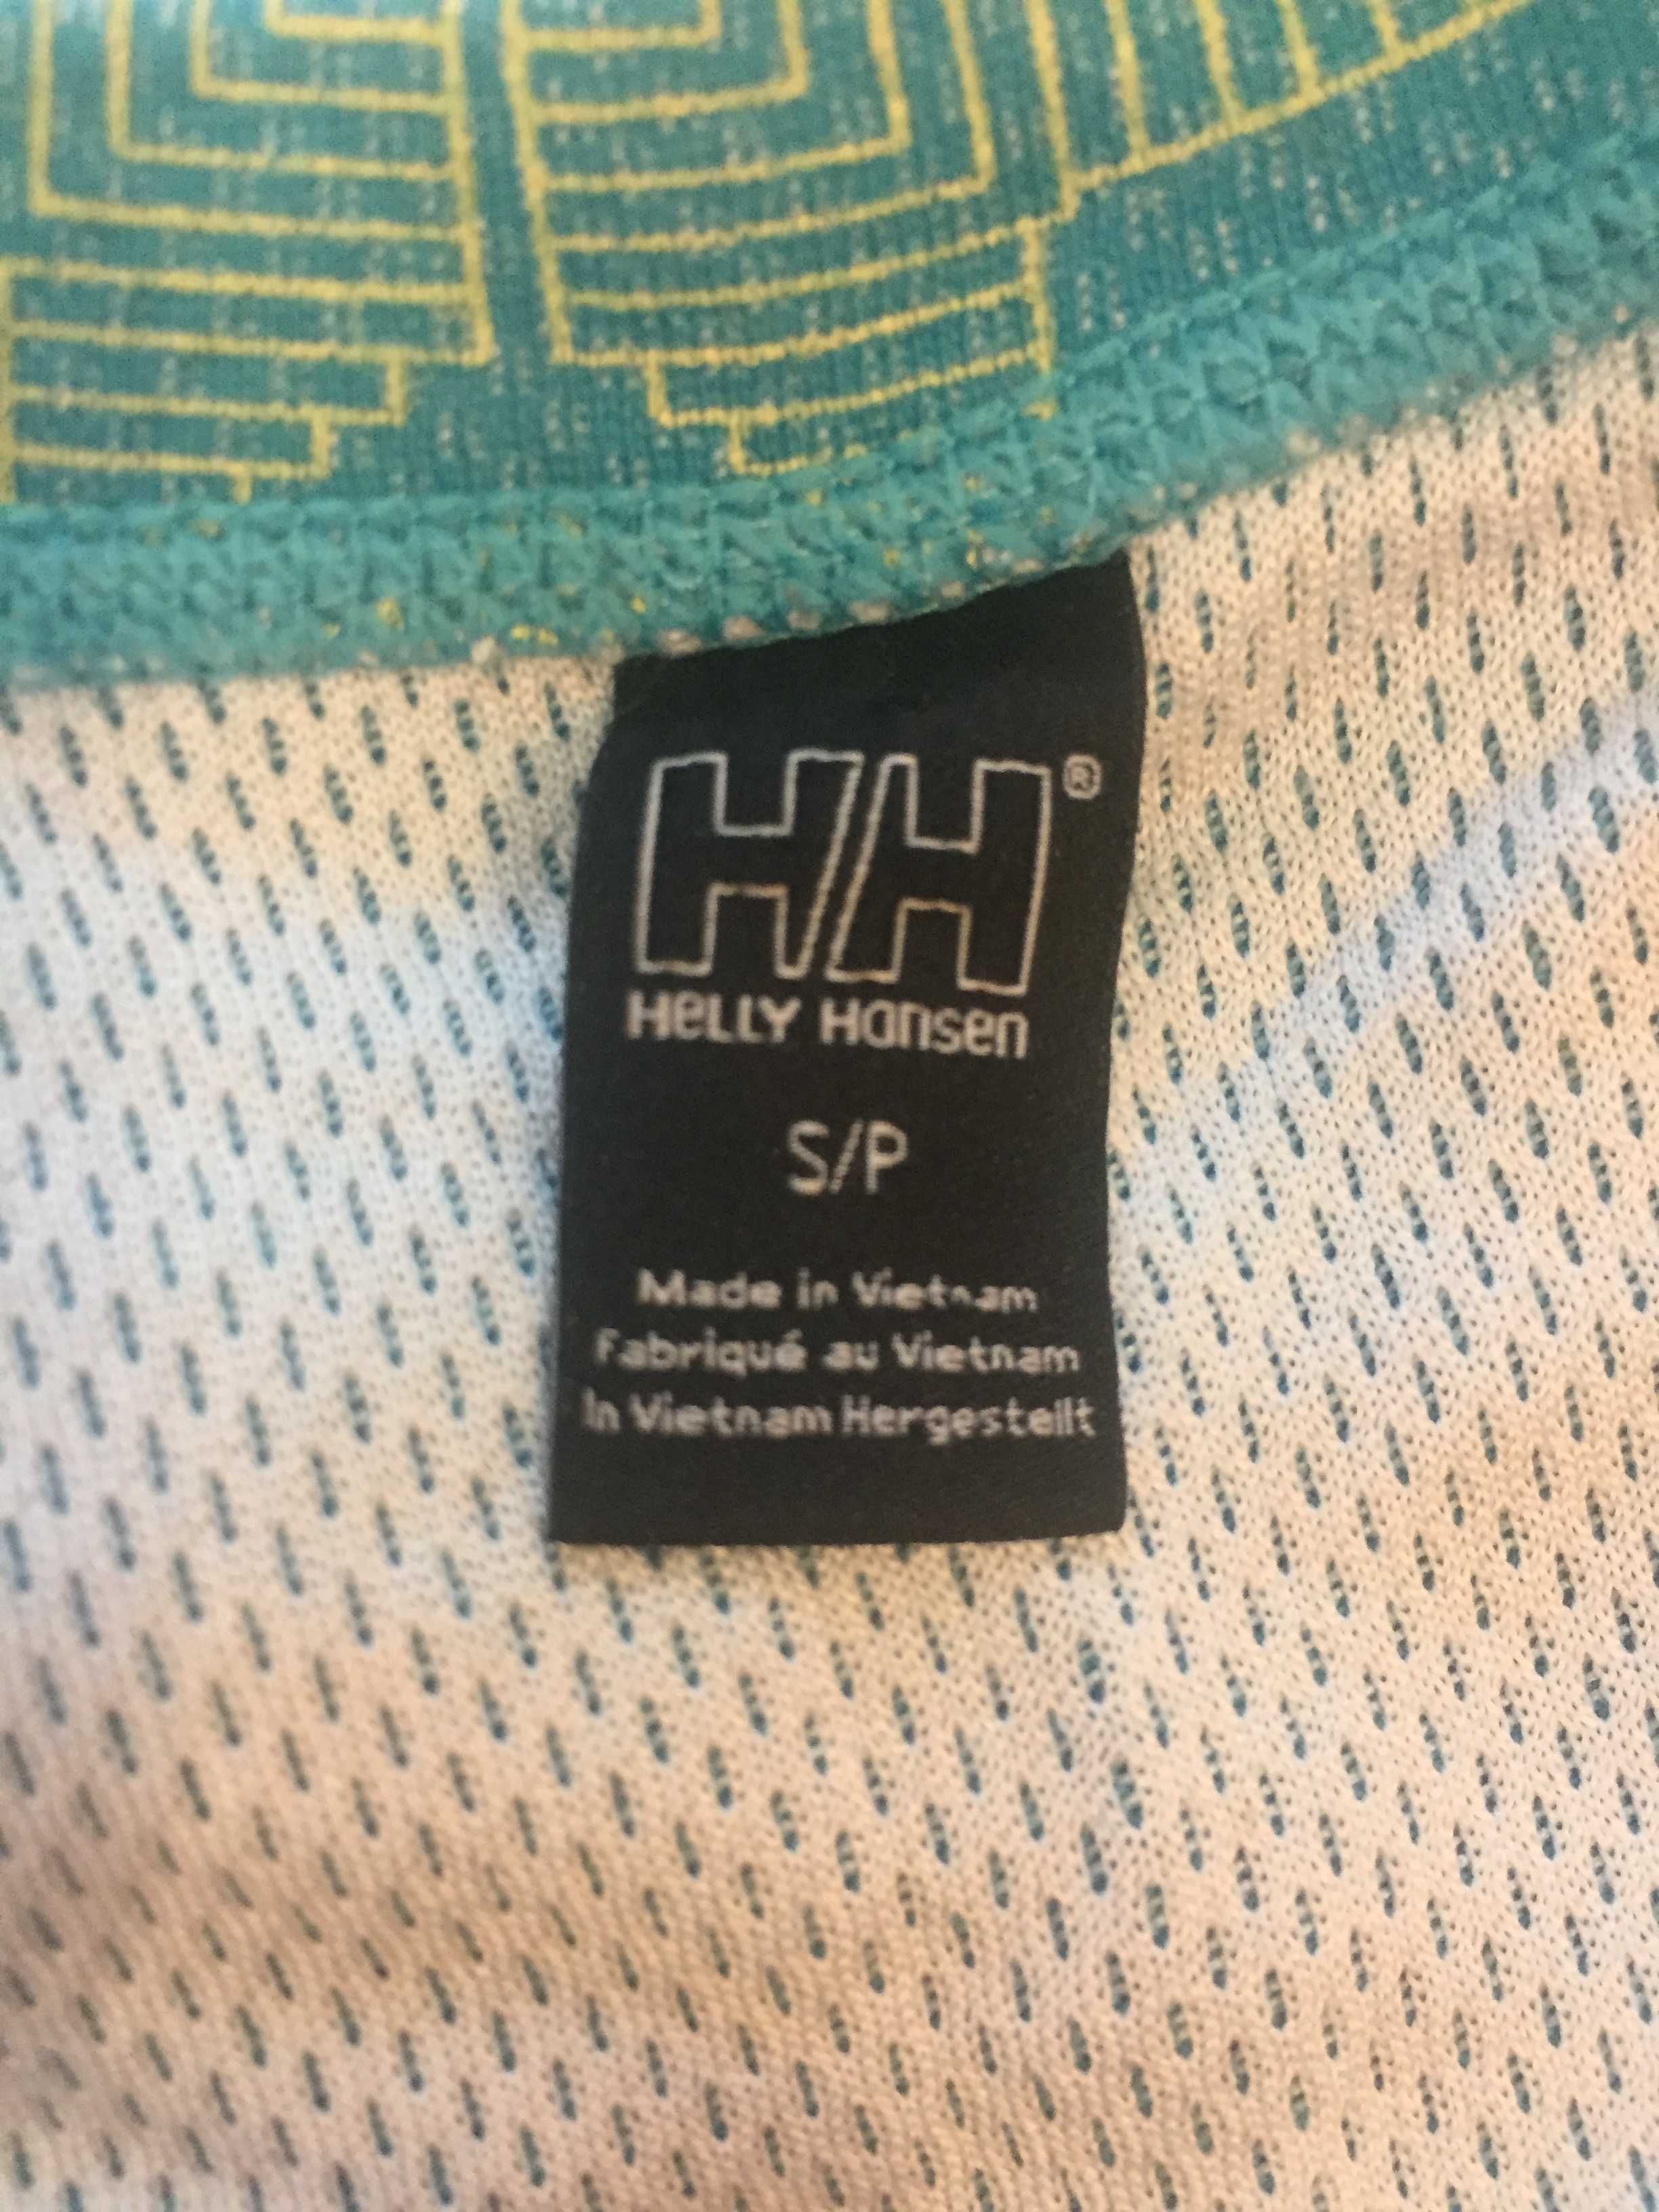 HH®
HeLLY Hansen
S/P
Made in Vietnam
Fabriqué au Vietnam
In Vietnam Hergestellt